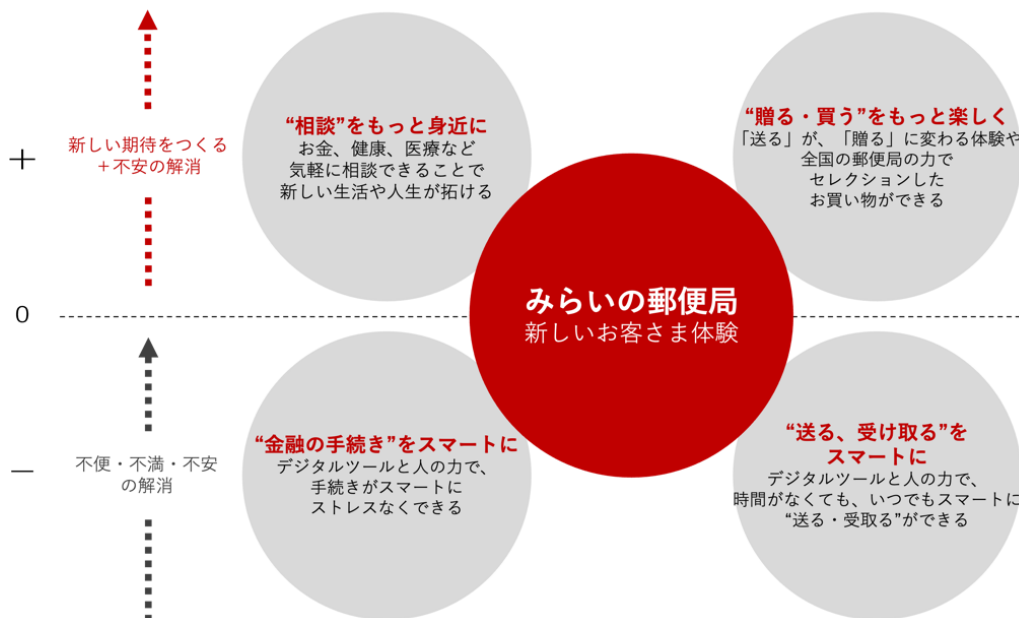 ＋
新しい期待をつくる
＋不安の解消
“相談”をもっと身近に
お金、健康、医療など
気軽に相談できることで
新しい生活や人生が拓ける
“贈る・買う”をもっと楽しく
「送る」が、「贈る」に変わる体験や
全国の郵便局の力で
セレクションした
お買い物ができる
0
みらいの郵便局
新しいお客さま体験
－
不便・不満・不安
の解消
“金融の手続き”をスマートに
デジタルツールと人の力で、
手続きがスマートに
ストレスなくできる
“送る、受け取る”を
スマートに
デジタルツールと人の力で、
時間がなくても、いつでもスマートに
“送る・受取る”ができる